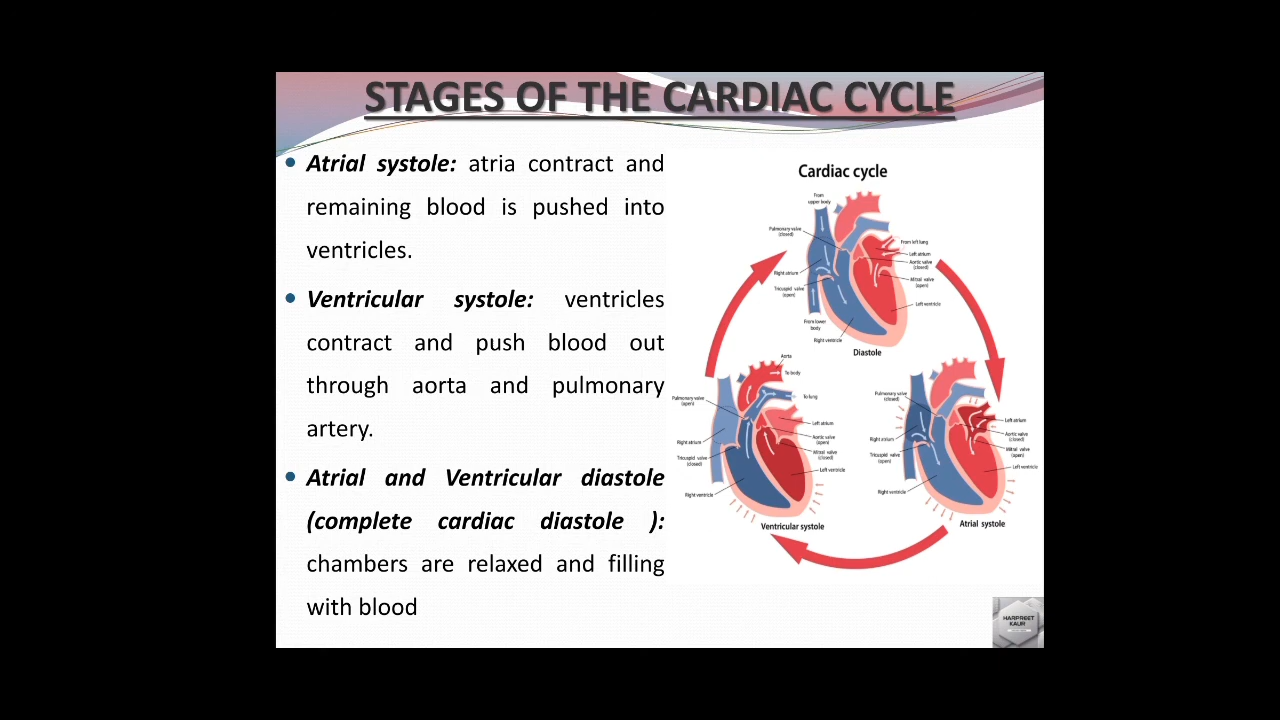 STAGES OF THE CARDIAC CYCLE
• Atrial systole: atria contract and
remaining blood is pushed into
ventricles.
• Ventricular systole: ventricles
contract and push blood out
through aorta and pulmonary
artery.
• Atrial and Ventricular diastole
(complete cardiac diastole ):
chambers are relaxed and filling
with blood
Cardiac cycle
From
upper body
Pulmonary valve
(closed)
Right atrium
Tricuspid valve
(open)
From lower
body
Right ventricle
From left lung
Left atrium
Aortic valve
(closed)
Mitral valve
(open)
Left ventricle
Diastole
Aorta
To body
To lung
Pulmonary valve
(open)
Right atrium
Tricuspid valve
(closed)
Right ventricle
Left atrium
Aortic valve
(open)
Mitral valve
(closed)
Left ventricle
Ventricular systole
Pulmonary valve
(closed)
Right atrium
Tricuspid valve
(open)
Right ventricle
Left atrium
Aortic valve
(closed)
Mitral valve
(open)
Left ventricle
Atrial systole
HARPREET
KAUR